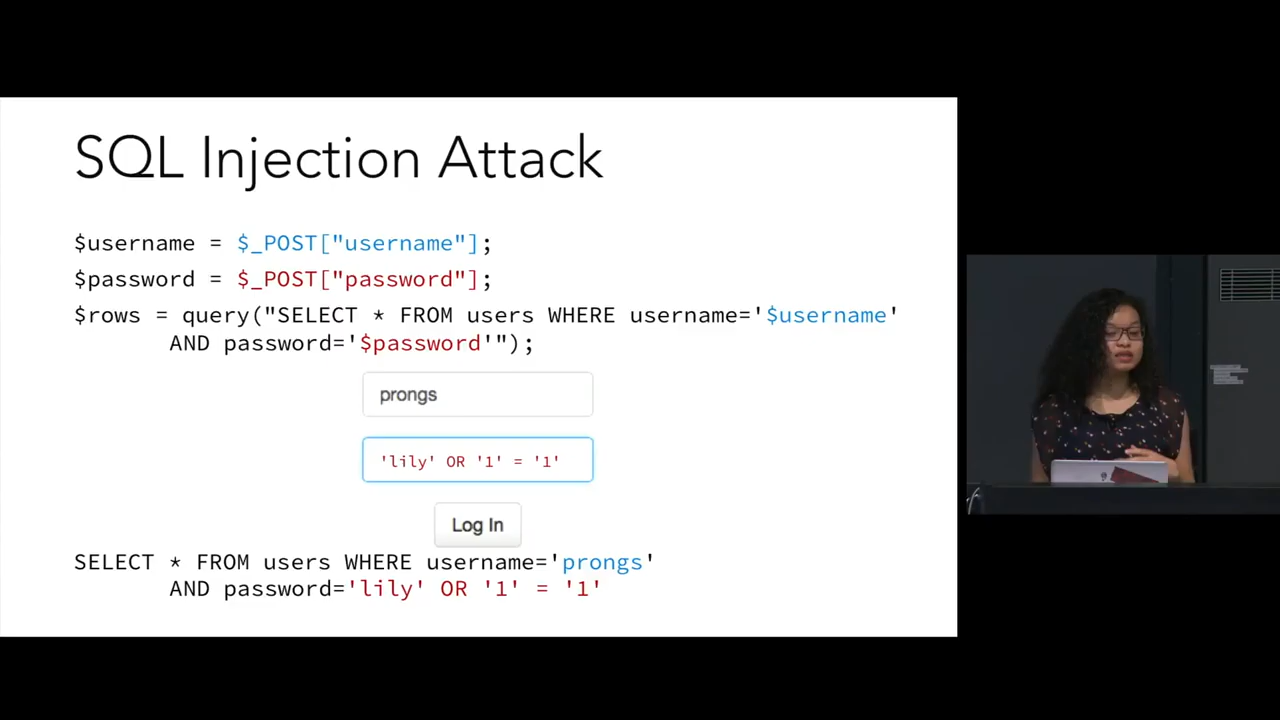 SQL Injection Attack
$username = $_POST["username"];
$password = $_POST["password"];
$rows = query("SELECT * FROM users WHERE username='$username'
AND password='$password'");
prongs
'lily' OR '1' = '1'
Log In
SELECT * FROM users WHERE username='prongs'
AND password='lily' OR '1' = '1'